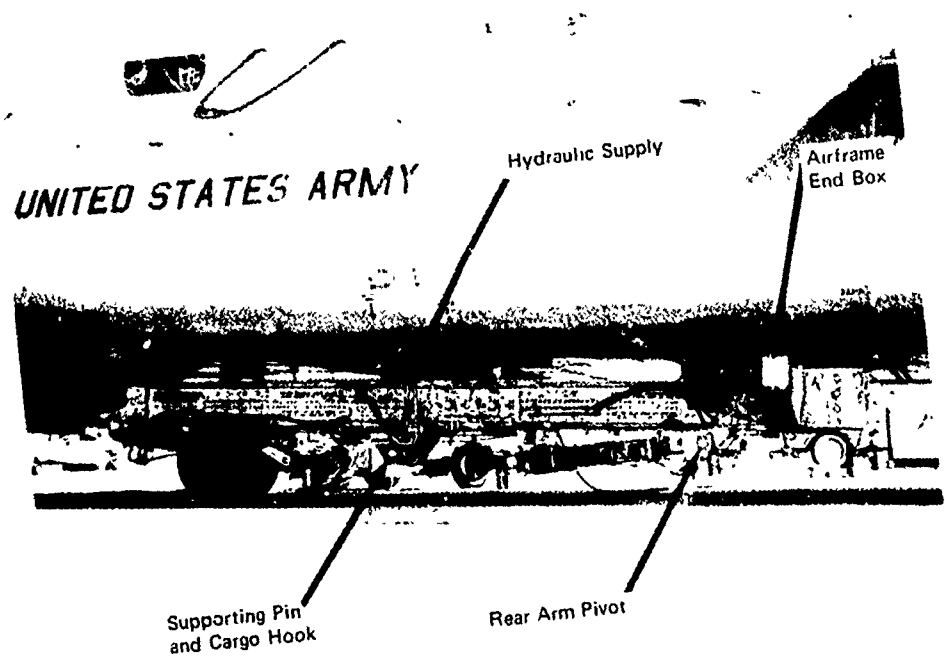 Hydraulic Supply
Airframe
End Box
UNITED STATES ARMY
Supporting Pin
and Cargo Hook
Rear Arm Pivot